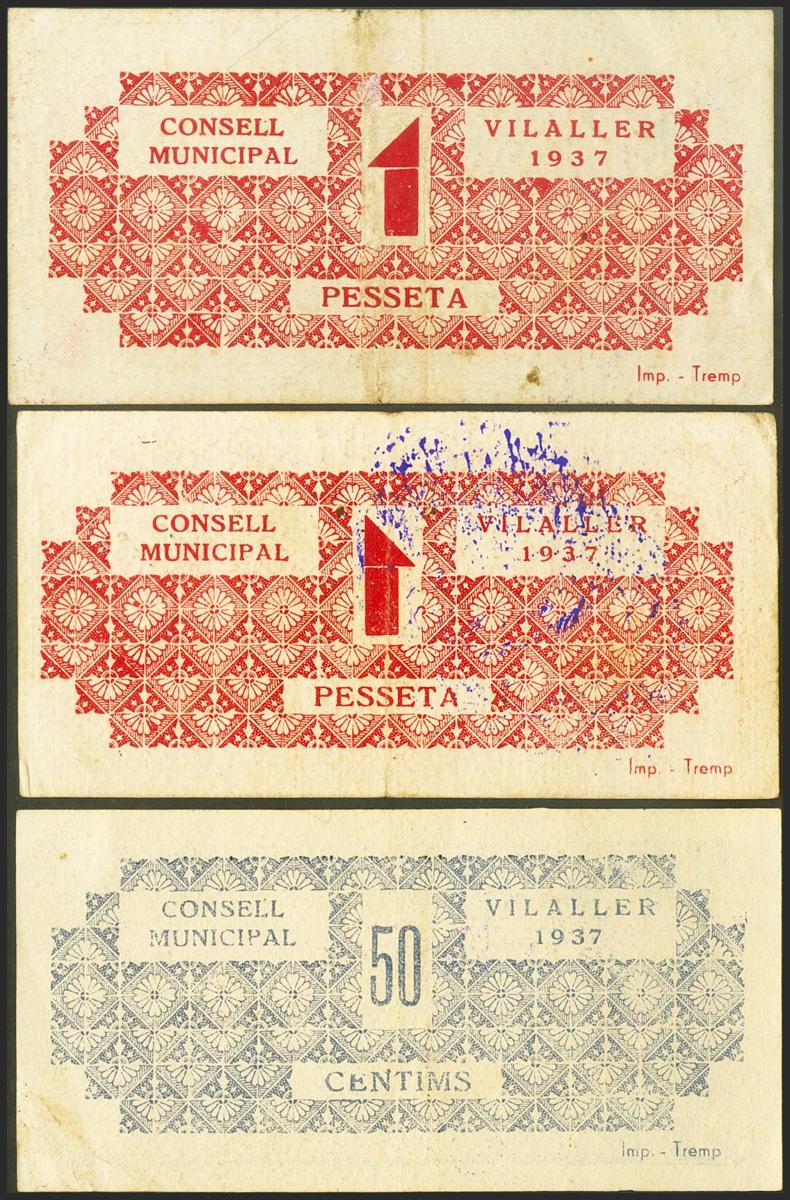 CONSELL
MUNICIPAL
1
VILALLER
1937
PESSETA
Imp. - Tremp
CONSELL
MUNICIPAL
1
VILALLER
1937
PESSETA
Imp. - Tremp
CONSELL
MUNICIPAL
50
VILALLER
1937
CENTIMS
Imp. - Tremp